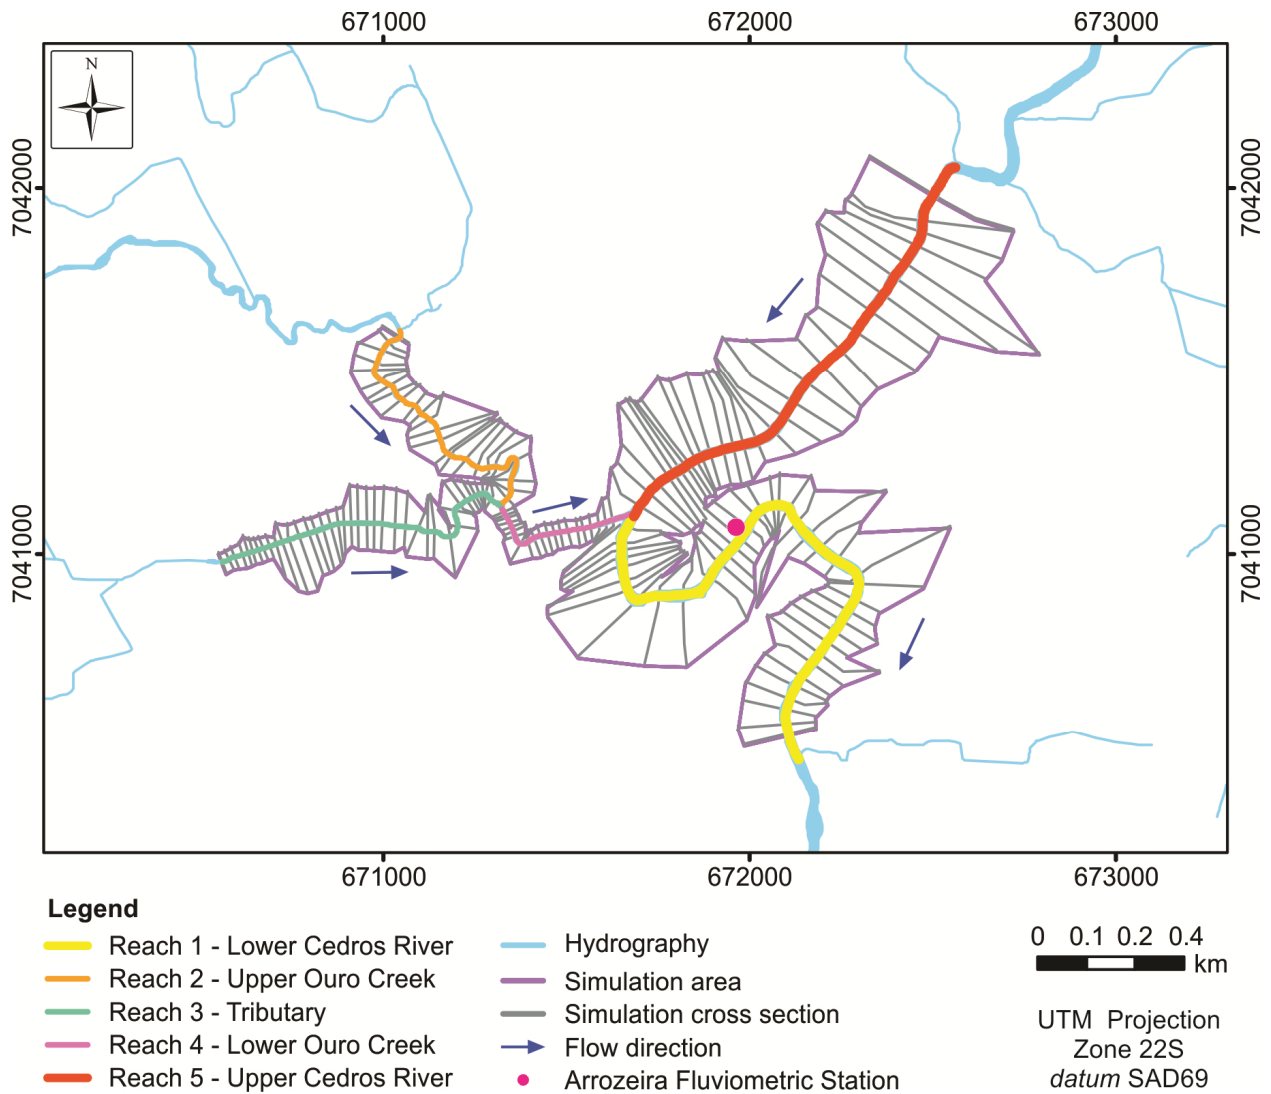 671000 672000 673000
N
7042000 7042000
7041000 7041000
671000 672000 673000
Legend
Reach 1 - Lower Cedros River
Reach 2 - Upper Ouro Creek
Reach 3 - Tributary
Reach 4 - Lower Ouro Creek
Reach 5 - Upper Cedros River
Hydrography
Simulation area
Simulation cross section
Flow direction
Arrozeira Fluviometric Station
0 0.1 0.2 0.4
km
UTM Projection
Zone 22S
datum SAD69